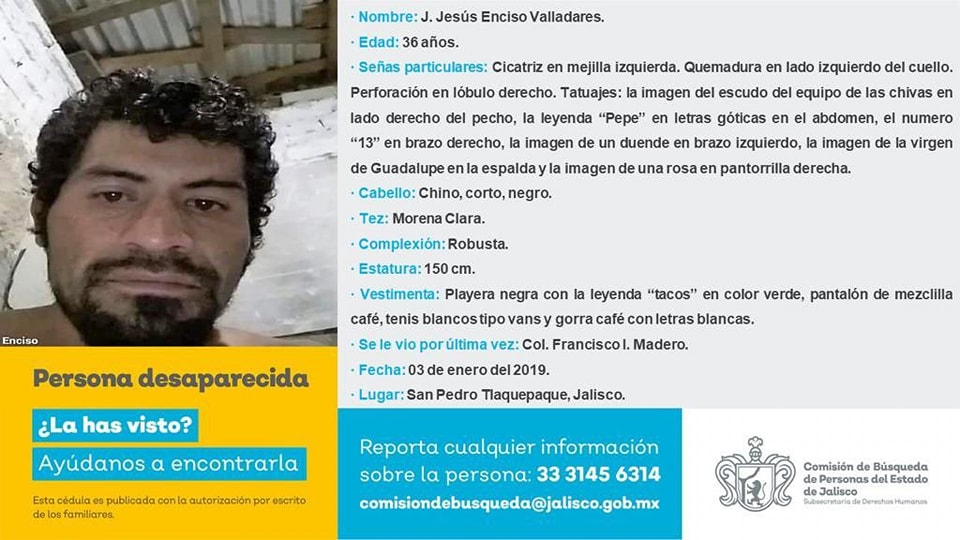 · Nombre: J. Jesús Enciso Valladares.
· Edad: 36 años.
· Señas particulares: Cicatriz en mejilla izquierda. Quemadura en lado izquierdo del cuello.
Perforación en lóbulo derecho. Tatuajes: la imagen del escudo del equipo de las chivas en
lado derecho del pecho, la leyenda “Pepe” en letras góticas en el abdomen, el numero
“13” en brazo derecho, la imagen de un duende en brazo izquierdo, la imagen de la virgen
de Guadalupe en la espalda y la imagen de una rosa en pantorrilla derecha.
· Cabello: Chino, corto, negro.
· Tez: Morena Clara.
· Complexión: Robusta.
· Estatura: 150 cm.
· Vestimenta: Playera negra con la leyenda “tacos” en color verde, pantalón de mezclilla
café, tenis blancos tipo vans y gorra café con letras blancas.
· Se le vio por última vez: Col. Francisco I. Madero.
· Fecha: 03 de enero del 2019.
· Lugar: San Pedro Tlaquepaque, Jalisco.
Enciso
Persona desaparecida
¿La has visto?
Ayúdanos a encontrarla
Esta cédula es publicada con la autorización por escrito
de los familiares.
Reporta cualquier información
sobre la persona: 33 3145 6314
comisiondebusqueda@jalisco.gob.mx
Comisión de Búsqueda
de Personas del Estado
de Jalisco
Subsecretaría de Derechos Humanos